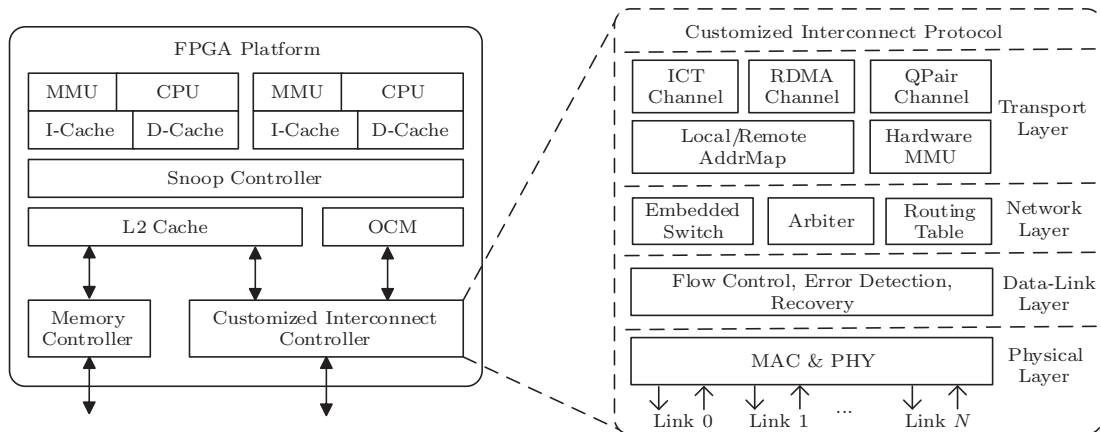 FPGA Platform
MMU
CPU
MMU
CPU
I-Cache
D-Cache
I-Cache
D-Cache
Snoop Controller
L2 Cache
OCM
Memory
Controller
Customized Interconnect
Controller
Customized Interconnect Protocol
ICT
Channel
RDMA
Channel
QPair
Channel
Local/Remote
AddrMap
Hardware
MMU
Transport
Layer
Embedded
Switch
Arbiter
Routing
Table
Network
Layer
Flow Control, Error Detection,
Recovery
Data-Link
Layer
MAC & PHY
Physical
Layer
Link 0
Link 1
...
Link N